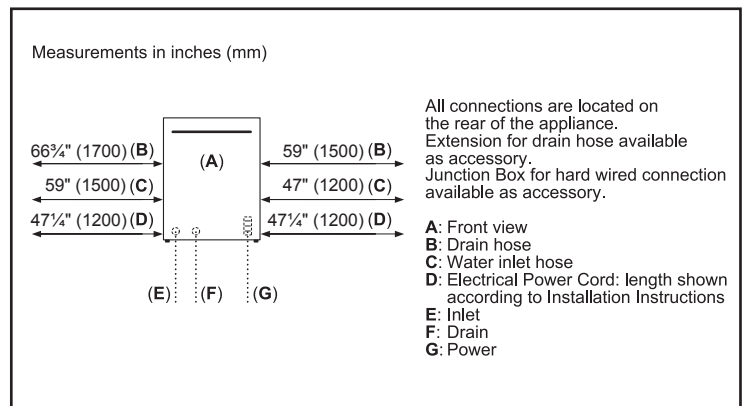 Measurements in inches (mm)
66¾" (1700) (B)
59" (1500) (C)
47¼" (1200) (D)
(A)
59" (1500) (B)
47" (1200) (C)
47¼" (1200) (D)
(E)
(F)
(G)
All connections are located on
the rear of the appliance.
Extension for drain hose available
as accessory.
Junction Box for hard wired connection
available as accessory.
A: Front view
B: Drain hose
C: Water inlet hose
D: Electrical Power Cord: length shown
according to Installation Instructions
E: Inlet
F: Drain
G: Power